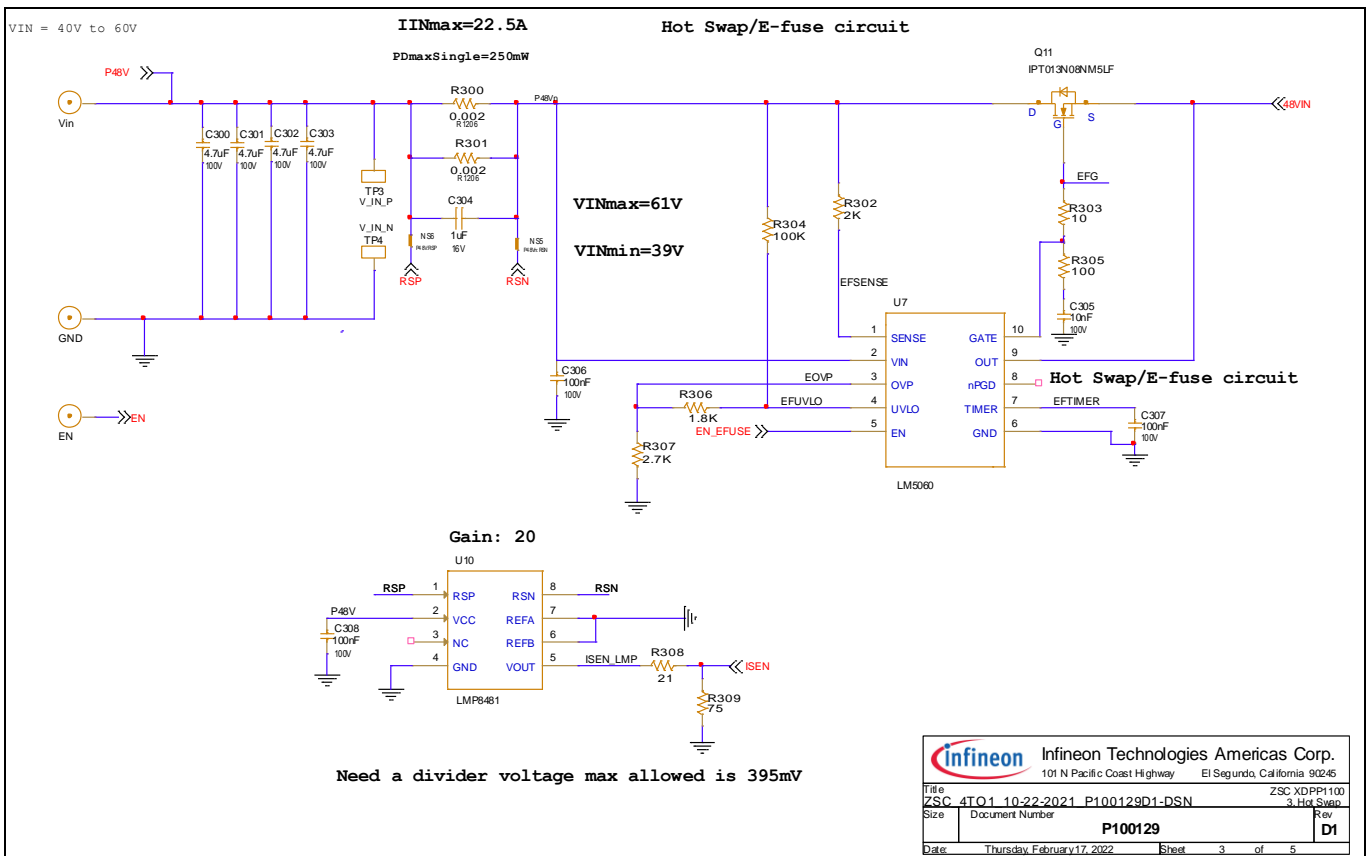 VIN = 40V to 60V
IINmax=22.5A
Hot Swap/E-fuse circuit
PDmaxSingle=250mW
Q11
IPT013N08NM5LF
P48V
Vin
R300
0.002
R1206
P48Vn
D
G
S
48VIN
C300
4.7uF
100V
C301
4.7uF
100V
C302
4.7uF
100V
C303
4.7uF
100V
R301
0.002
R1206
TP3
V_IN_P
V_IN_N
TP4
C304
1uF
16V
NS6
NS5
RSP
RSN
VINmax=61V
VINmin=39V
R304
100K
R302
2K
EFG
R303
10
R305
100
C305
10nF
100V
EFSENSE
U7
GND
EN
EN
1 SENSE
2 VIN
3 OVP
4 UVLO
5 EN
GATE 10
OUT 9
nPGD 8
TIMER 7
GND 6
LM5060
Hot Swap/E-fuse circuit
EFTIMER
C307
100nF
100V
C306
100nF
100V
EOVP
R306
1.8K
EFUVLO
EN_EFUSE
R307
2.7K
Gain: 20
U10
RSP
1 RSP
2 VCC
3 NC
4 GND
RSN 8
REFA 7
REFB 6
VOUT 5
RSN
P48V
C308
100nF
100V
LMP8481
ISEN_LMP
R308
21
ISEN
R309
75
Need a divider voltage max allowed is 395mV
infineon
Infineon Technologies Americas Corp.
101 N Pacific Coast Highway El Segundo, California 90245
Title
ZSC XDPP1100
ZSC_4TO1_10-22-2021_P100129D1-DSN
3. Hot Swap
Size
Document Number
Rev
P100129
D1
Date: Thursday, February 17, 2022 Sheet 3 of 5